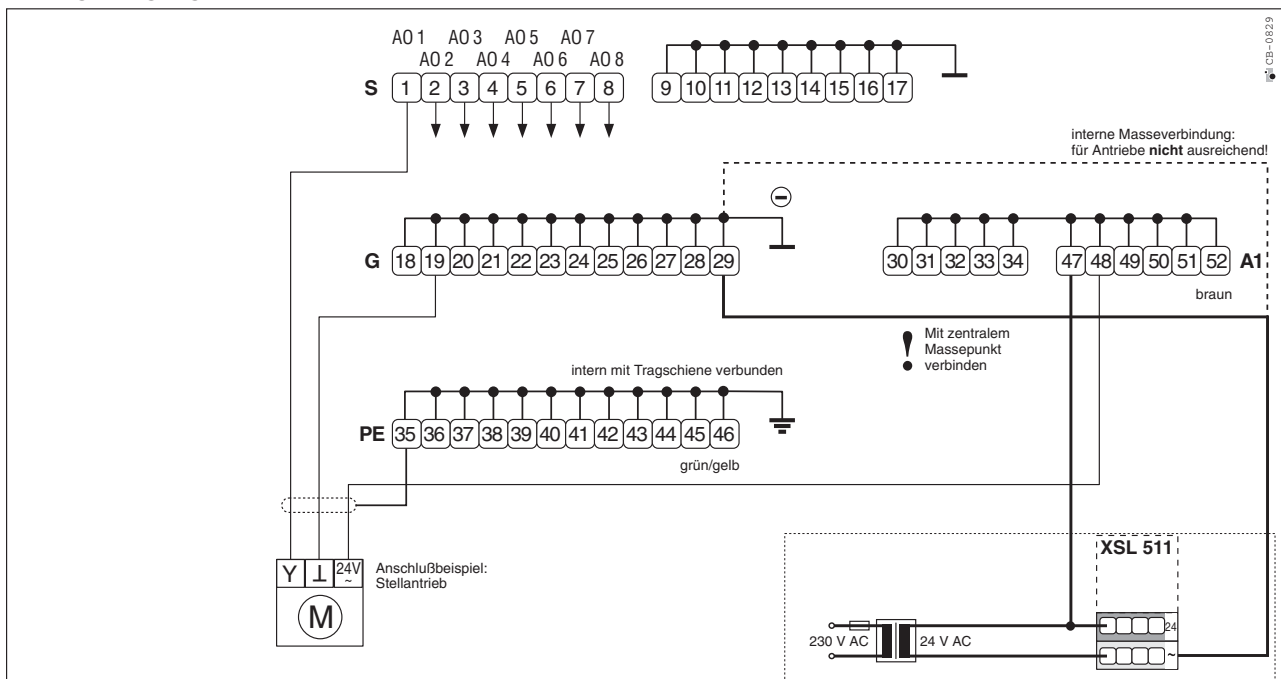 CB-0829
AO 1 AO 3 AO 5 AO 7
AO 2 AO 4 AO 6 AO 8
S 1 2 3 4 5 6 7 8 9 10 11 12 13 14 15 16 17
interne Masseverbindung:
für Antriebe nicht ausreichend!
G 18 19 20 21 22 23 24 25 26 27 28 29 30 31 32 33 34 47 48 49 50 51 52 A1
braun
! Mit zentralem
Massepunkt
verbinden
intern mit Tragschiene verbunden
PE 35 36 37 38 39 40 41 42 43 44 45 46
grün/gelb
XSL 511
Y ⊥ 24V ~
Anschlußbeispiel:
Stellantrieb
M
24
230 V AC 24 V AC
~